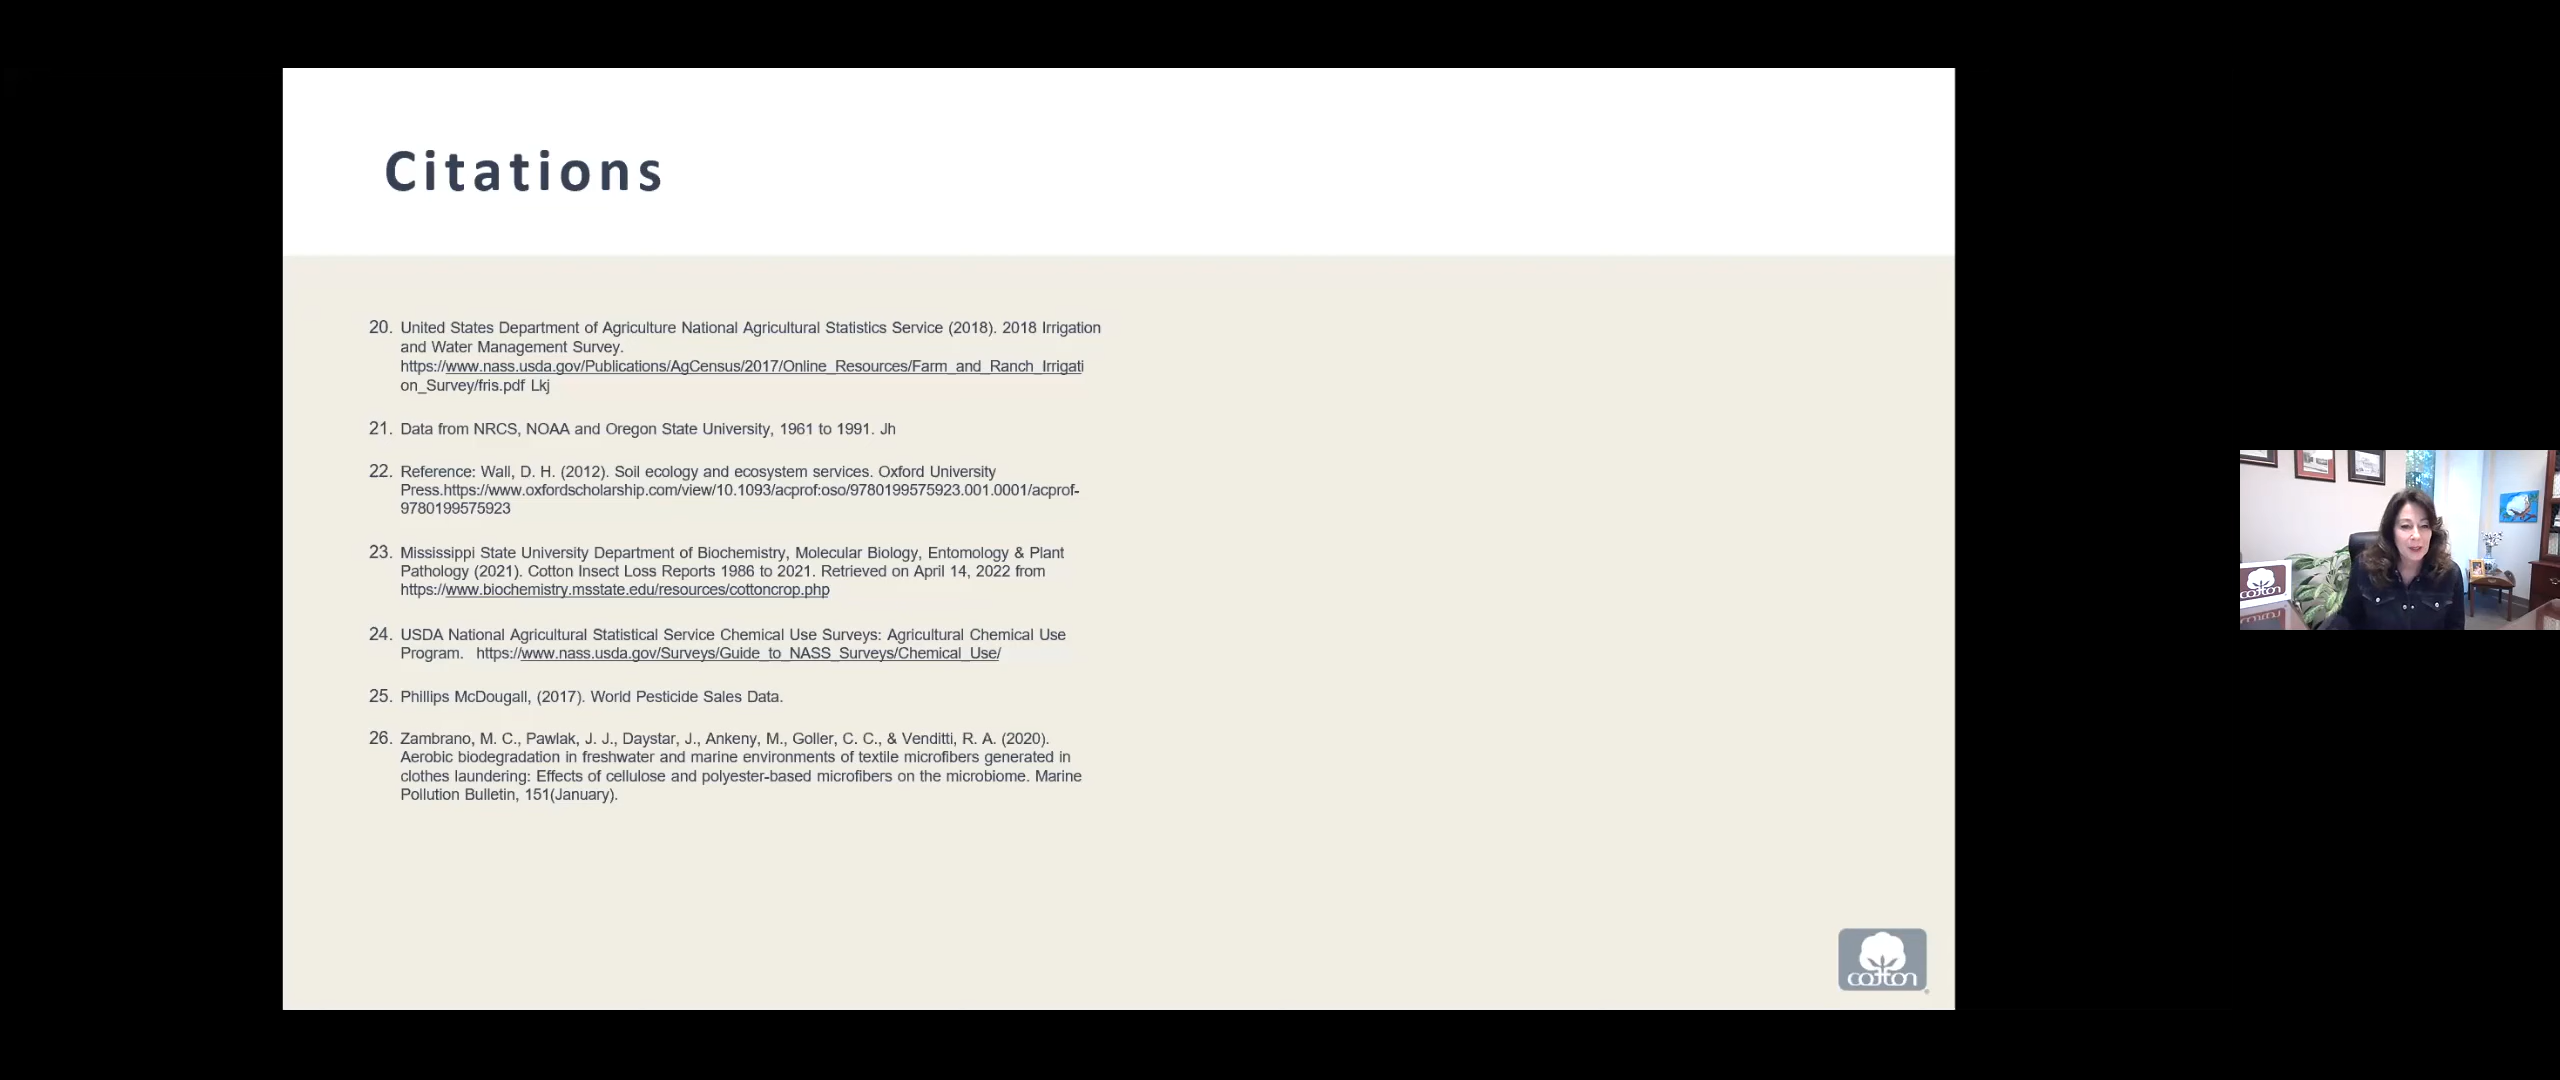 Citations
20. United States Department of Agriculture National Agricultural Statistics Service (2018). 2018 Irrigation
and Water Management Survey.
https://www.nass.usda.gov/Publications/AgCensus/2017/Online_Resources/Farm_and_Ranch_Irrigati
on_Survey/fris.pdf Lkj
21. Data from NRCS, NOAA and Oregon State University, 1961 to 1991. Jh
22. Reference: Wall, D. H. (2012). Soil ecology and ecosystem services. Oxford University
Press.https://www.oxfordscholarship.com/view/10.1093/acprof:oso/9780199575923.001.0001/acprof-
9780199575923
23. Mississippi State University Department of Biochemistry, Molecular Biology, Entomology & Plant
Pathology (2021). Cotton Insect Loss Reports 1986 to 2021. Retrieved on April 14, 2022 from
https://www.biochemistry.msstate.edu/resources/cottoncrop.php
24. USDA National Agricultural Statistical Service Chemical Use Surveys: Agricultural Chemical Use
Program. https://www.nass.usda.gov/Surveys/Guide_to_NASS_Surveys/Chemical_Use/
25. Phillips McDougall, (2017). World Pesticide Sales Data.
26. Zambrano, M. C., Pawlak, J. J., Daystar, J., Ankeny, M., Goller, C. C., & Venditti, R. A. (2020).
Aerobic biodegradation in freshwater and marine environments of textile microfibers generated in
clothes laundering: Effects of cellulose and polyester-based microfibers on the microbiome. Marine
Pollution Bulletin, 151(January).
cotton
cotton